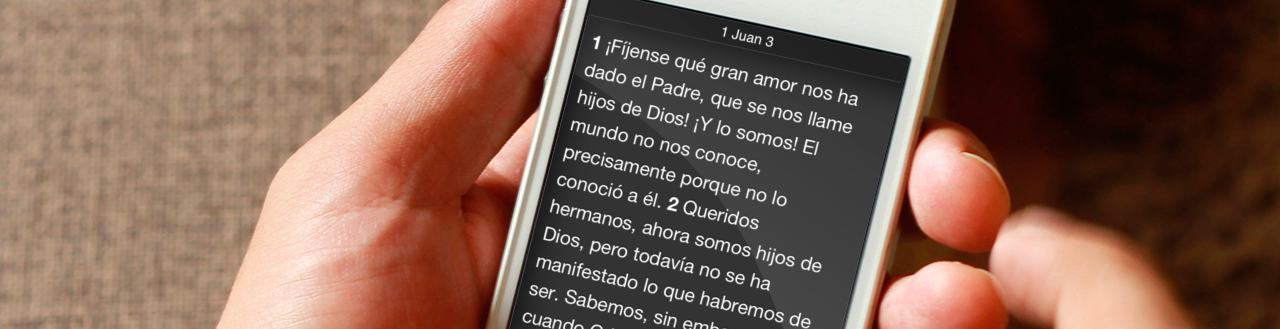 1 Juan 3
1 ¡Fíjense qué gran amor nos ha
dado el Padre, que se nos llame
hijos de Dios! ¡Y lo somos! El
mundo no nos conoce,
precisamente porque no lo
conoció a él. 2 Queridos
hermanos, ahora somos hijos de
Dios, pero todavía no se ha
manifestado lo que habremos de
ser. Sabemos, sin
cuando